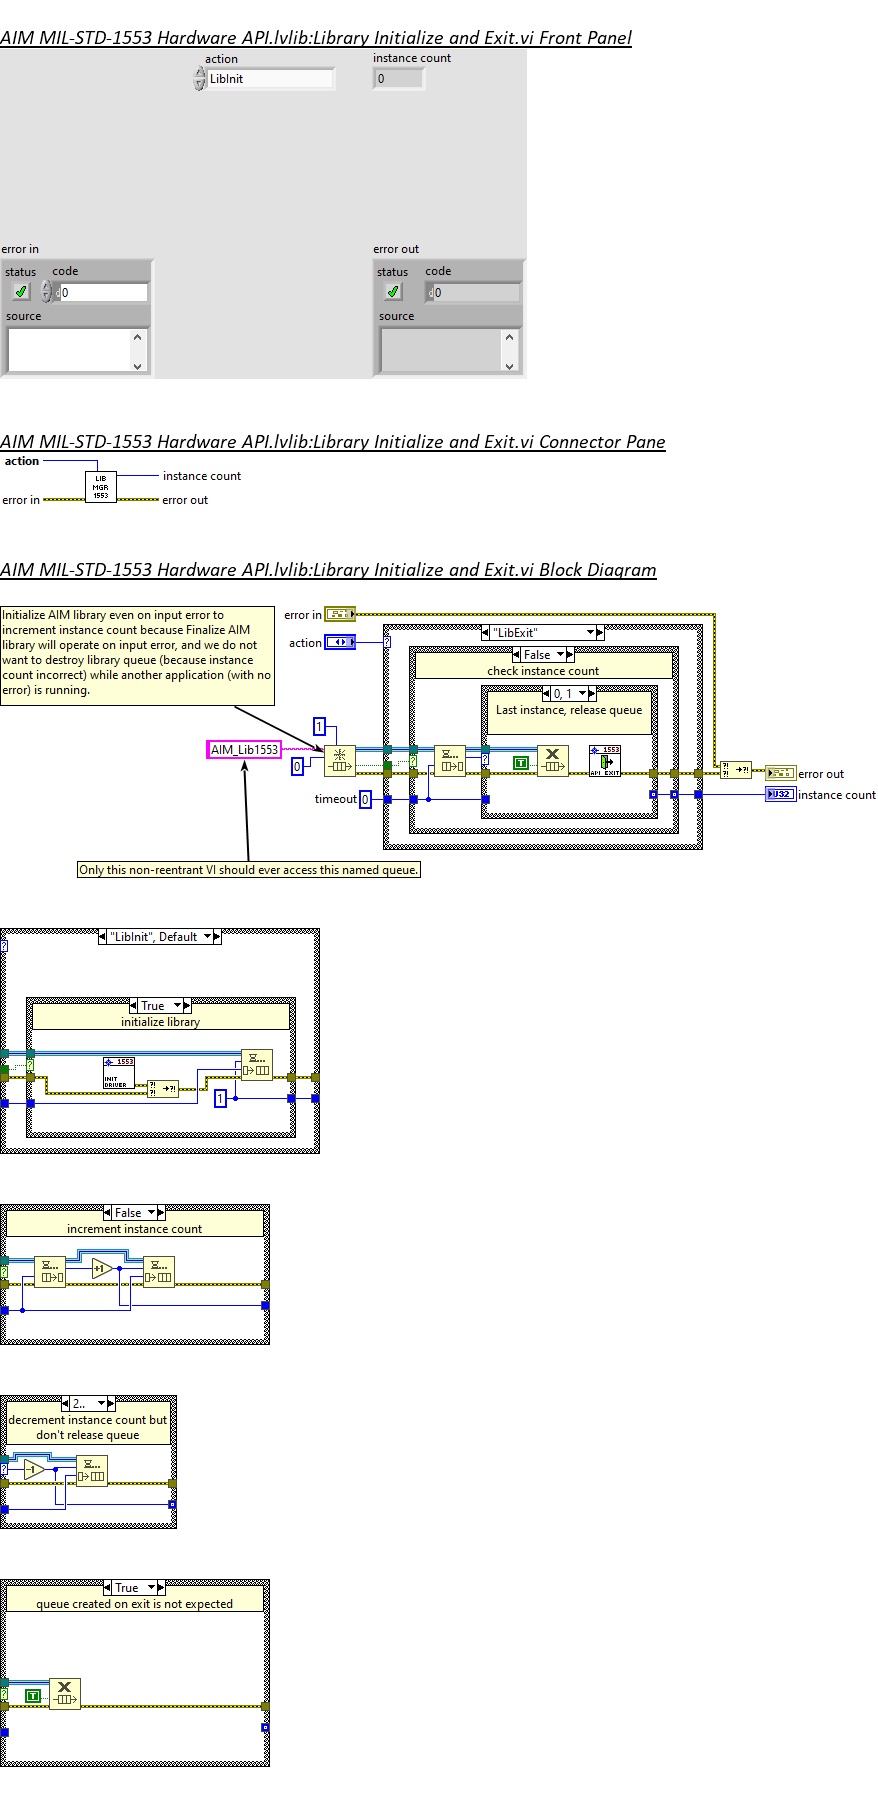 AIM MIL-STD-1553 Hardware API.lvlib:Library Initialize and Exit.vi Front Panel
action
instance count
LibInit
0
error in
error out
status code
status code
d0
d0
source
source
AIM MIL-STD-1553 Hardware API.lvlib:Library Initialize and Exit.vi Connector Pane
action
LIB
MGR
1553
instance count
error in
error out
AIM MIL-STD-1553 Hardware API.lvlib:Library Initialize and Exit.vi Block Diagram
Initialize AIM library even on input error to
increment instance count because Finalize AIM
library will operate on input error, and we do not
want to destroy library queue (because instance
count incorrect) while another application (with no
error) is running.
error in
action
"LibExit"
?
False
check instance count
0, 1
Last instance, release queue
1
AIM_Lib1553
0
?
?
T
X
1553
API EXIT
?! ?! →?!
error out
timeout 0
U32
instance count
Only this non-reentrant VI should ever access this named queue.
"LibInit", Default
?
True
initialize library
?
1553
INIT
DRIVER
?! ?! →?!
1
False
increment instance count
?
+1
2..
decrement instance count but
don't release queue
?
-1
True
queue created on exit is not expected
?
T
X